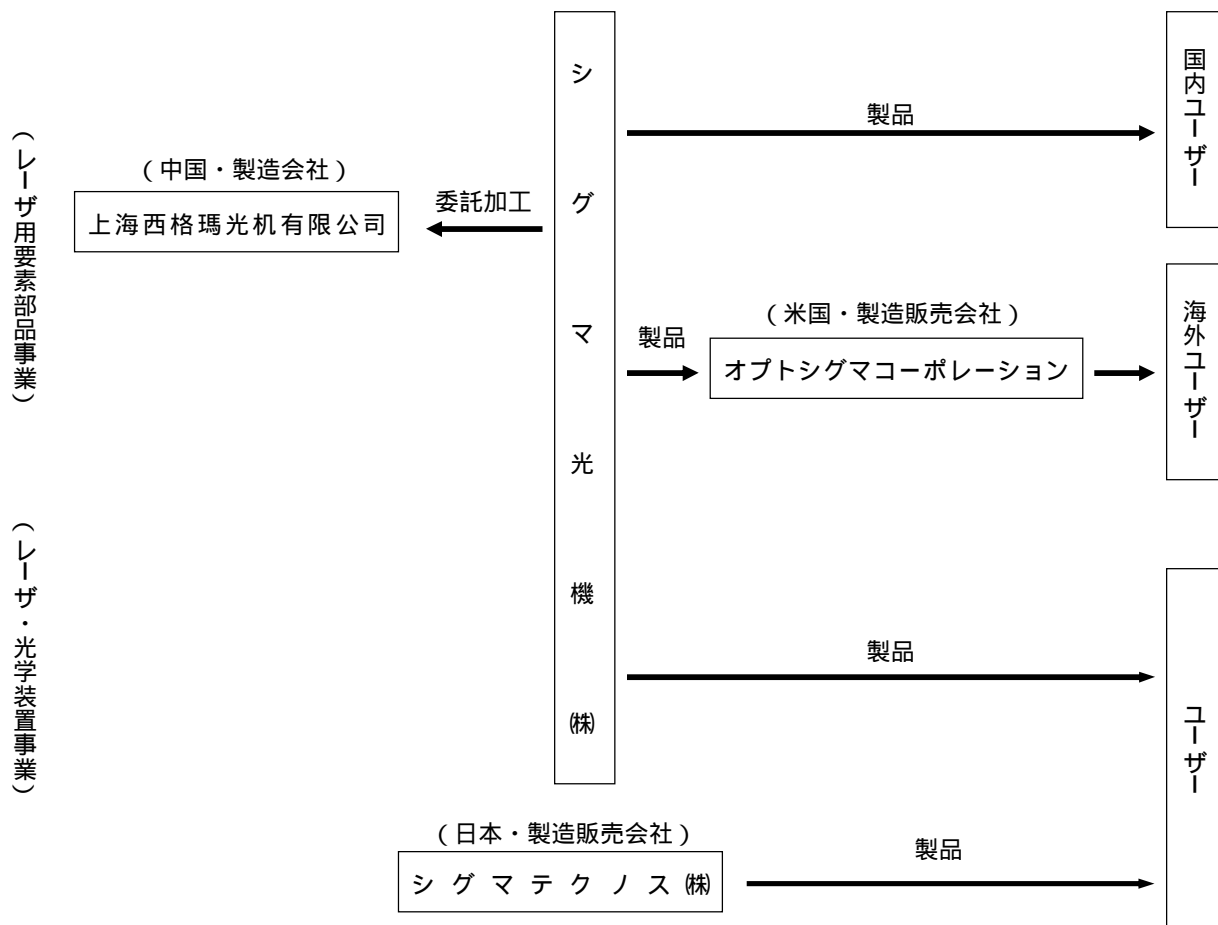 (レーザ用要素部品事業)
(中国・製造会社)
上海西格瑪光机有限公司
委託加工
シグマ光機㈱
製品
国内ユーザー
製品
(米国・製造販売会社)
オプトシグマコーポレーション
海外ユーザー
(レーザ・光学装置事業)
製品
ユーザー
(日本・製造販売会社)
シグマテクノス㈱
製品